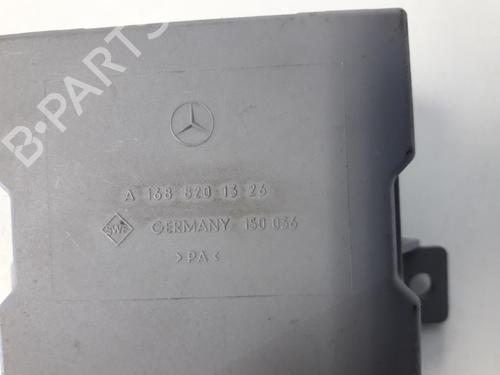 B-PARTS
A 168 820 13 26
SWF GERMANY 150 036
>PA<